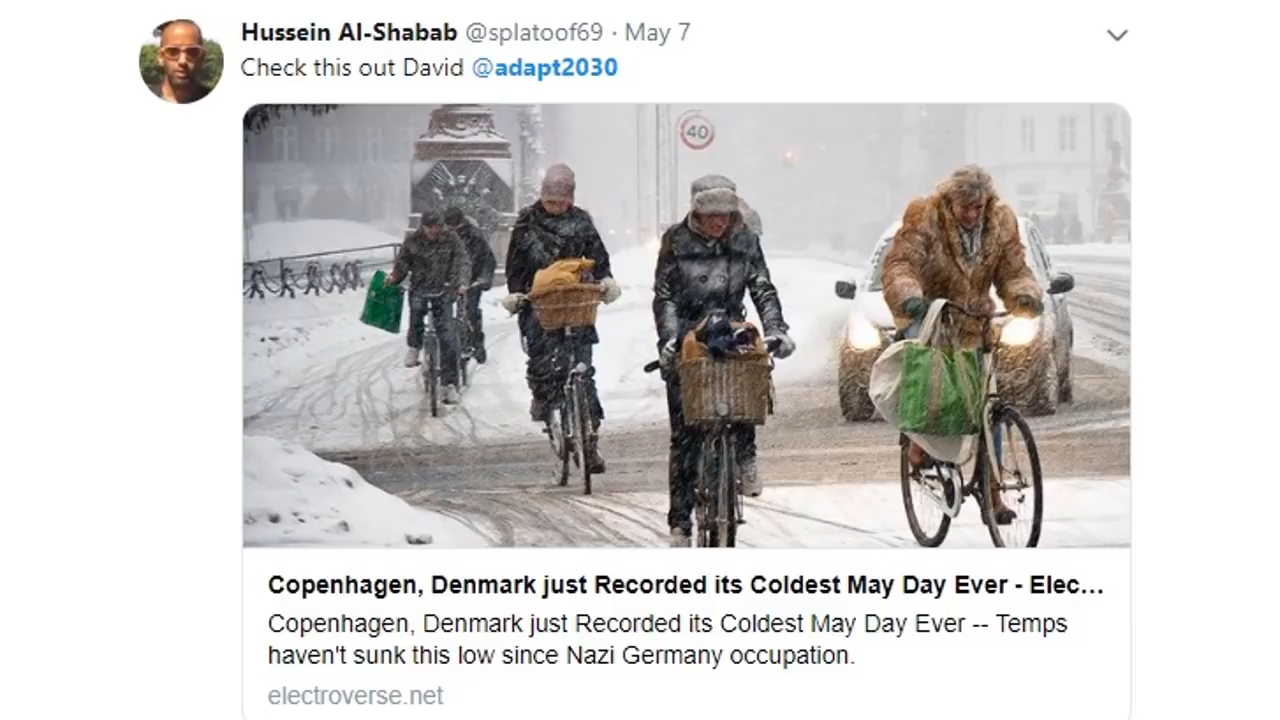 Hussein Al-Shabab @splatoof69 · May 7
Check this out David @adapt2030
40
Copenhagen, Denmark just Recorded its Coldest May Day Ever - Elec...
Copenhagen, Denmark just Recorded its Coldest May Day Ever -- Temps
haven't sunk this low since Nazi Germany occupation.
electroverse.net